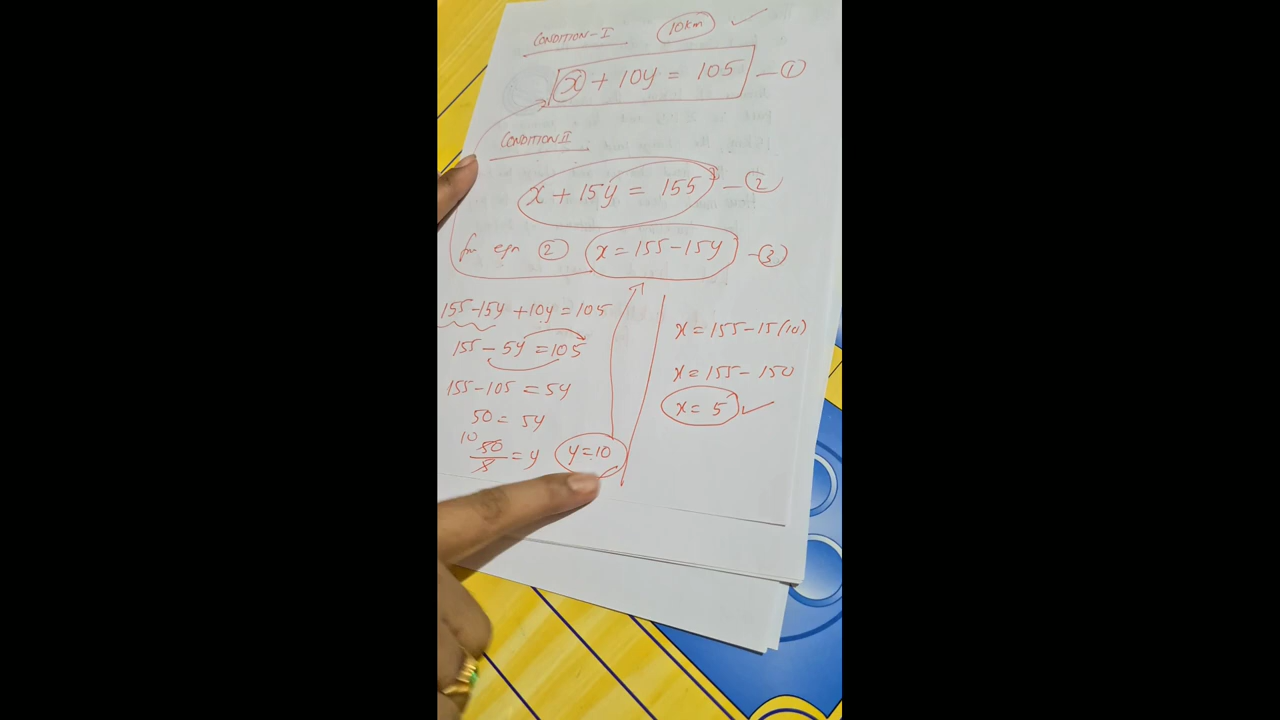 CONDITION-I 10km ✓
x + 10y = 105 — ①
CONDITION II
x + 15y = 155 — ②
for eqn ② x = 155 - 15y — ③
155 - 15y + 10y = 105
155 - 5y = 105
155 - 105 = 5y
50 = 5y
10
50/5 = y y = 10
x = 155 - 15(10)
x = 155 - 150
x = 5 ✓